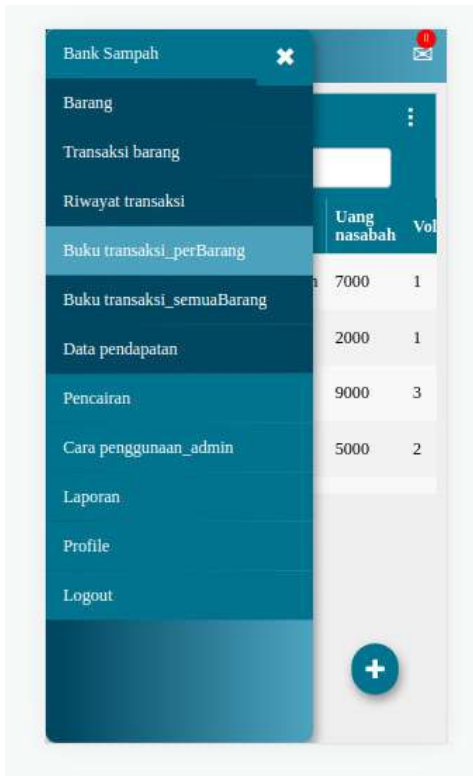 Bank Sampah
0
Barang
Transaksi barang
Riwayat transaksi
Uang
nasabah
Vol
Buku transaksi_perBarang
7000 1
Buku transaksi_semuaBarang
2000 1
Data pendapatan
Pencairan
9000 3
Cara penggunaan_admin
5000 2
Laporan
Profile
Logout